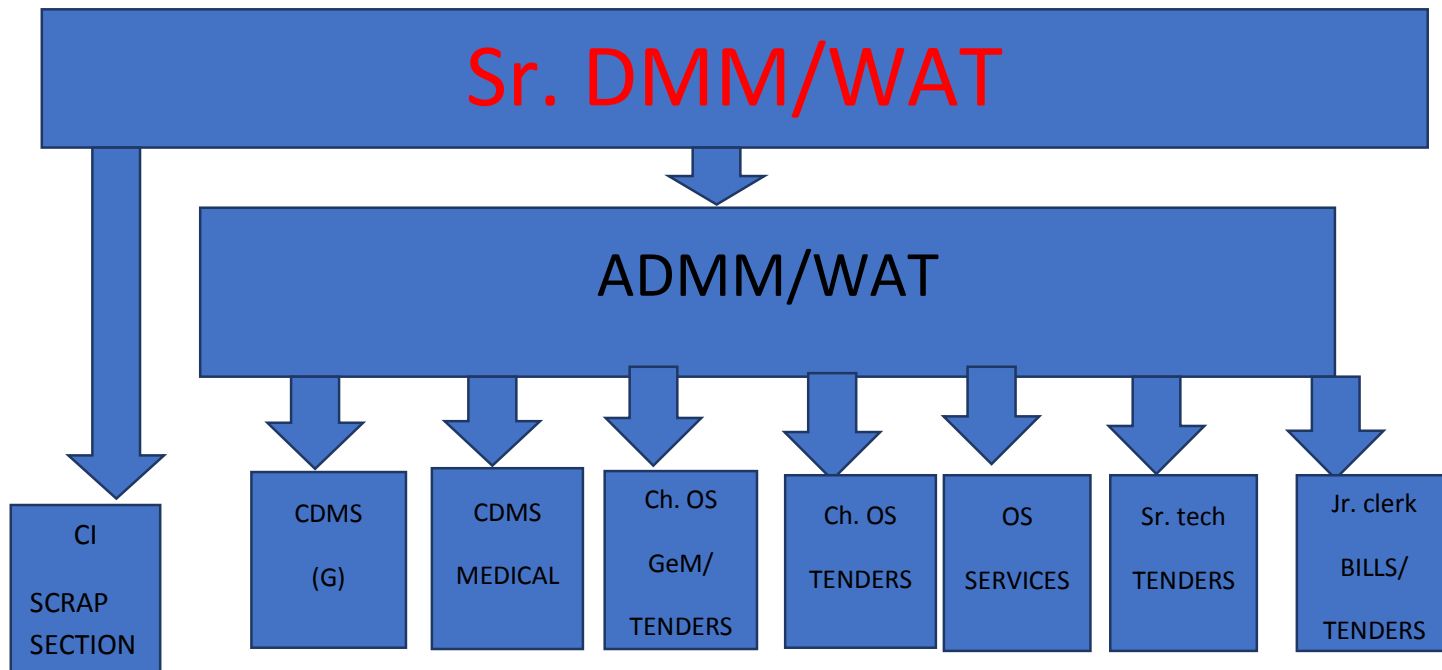 Sr. DMM/WAT
ADMM/WAT
CI
SCRAP
SECTION
CDMS
(G)
CDMS
MEDICAL
Ch. OS
GeM/
TENDERS
Ch. OS
TENDERS
OS
SERVICES
Sr. tech
TENDERS
Jr. clerk
BILLS/
TENDERS